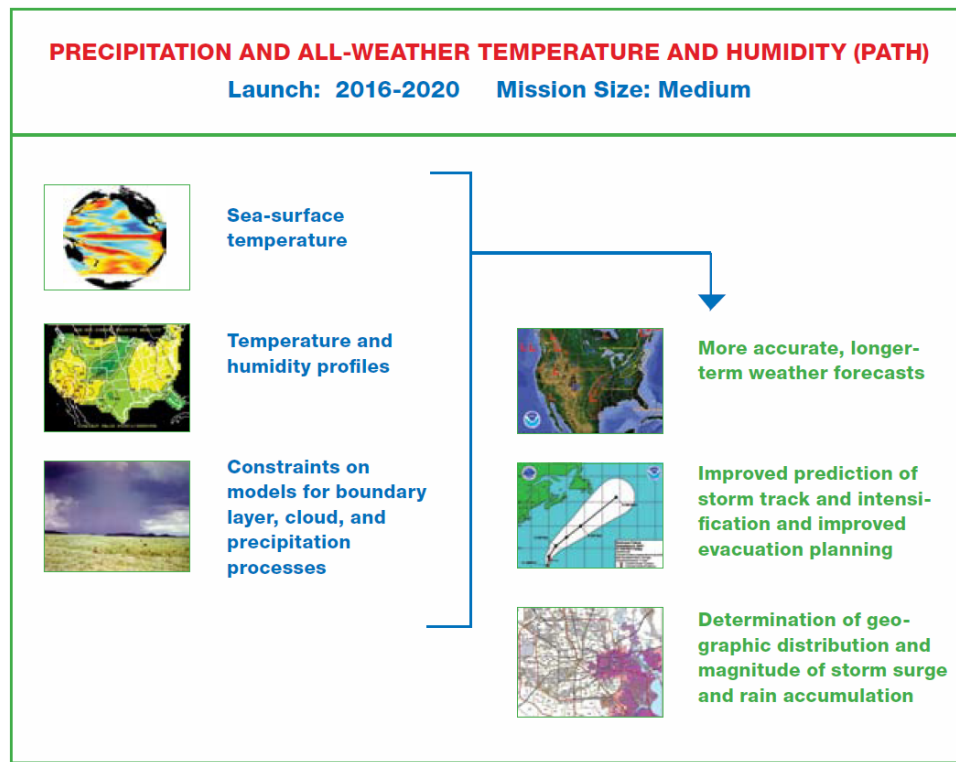 PRECIPITATION AND ALL-WEATHER TEMPERATURE AND HUMIDITY (PATH)
Launch: 2016-2020 Mission Size: Medium
Sea-surface
temperature
Temperature and
humidity profiles
Constraints on
models for boundary
layer, cloud, and
precipitation
processes
More accurate, longer-
term weather forecasts
Improved prediction of
storm track and intensi-
fication and improved
evacuation planning
Determination of geo-
graphic distribution and
magnitude of storm surge
and rain accumulation